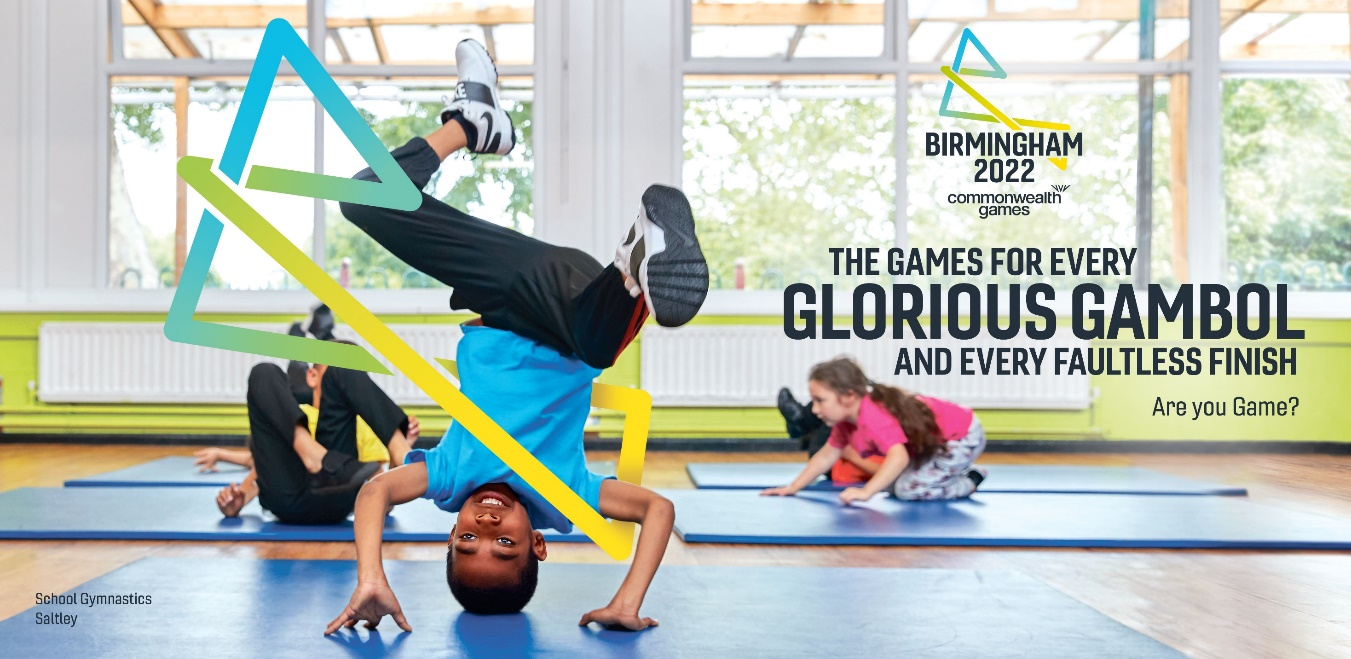 BIRMINGHAM
2022
commonwealth
games
THE GAMES FOR EVERY
GLORIOUS GAMBOL
AND EVERY FAULTLESS FINISH
Are you Game?
School Gymnastics
Saltley